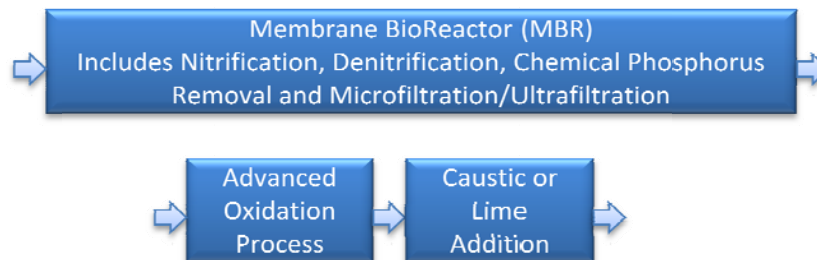 Membrane BioReactor (MBR)
Includes Nitrification, Denitrification, Chemical Phosphorus
Removal and Microfiltration/Ultrafiltration
Advanced
Oxidation
Process
Caustic or
Lime
Addition